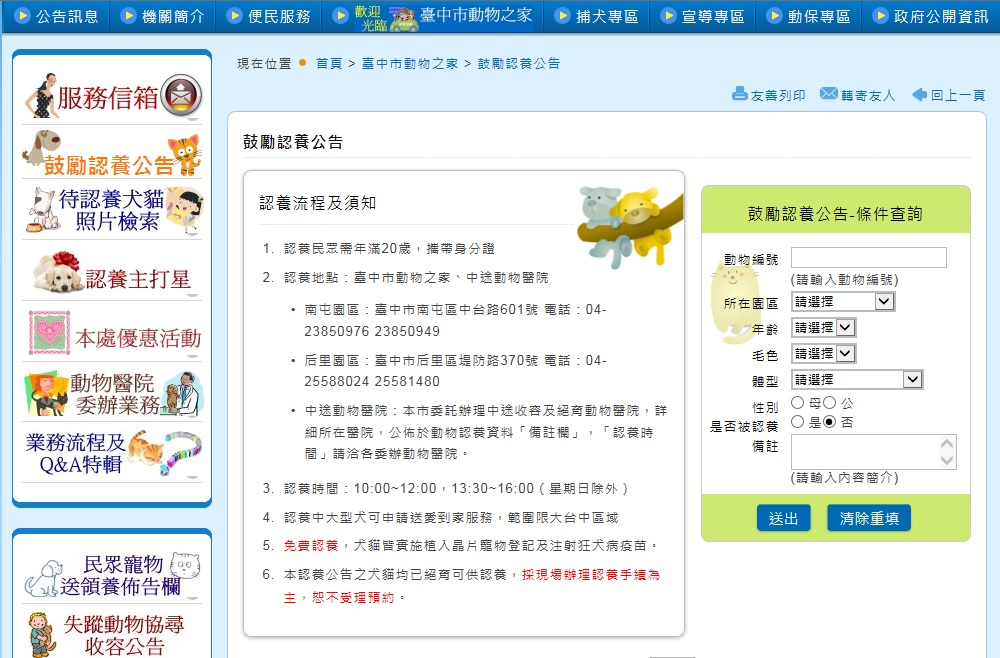 公告訊息 機關簡介 便民服務 歡迎光臨 臺中市動物之家 捕犬專區 宣導專區 動保專區 政府公開資訊
現在位置 首頁 > 臺中市動物之家 > 鼓勵認養公告
友善列印 轉寄友人 回上一頁
服務信箱
鼓勵認養公告
待認養犬貓
照片檢索
認養主打星
本處優惠活動
動物醫院
委辦業務
業務流程及
Q&A特輯
民眾寵物
送領養佈告欄
失蹤動物協尋
收容公告
鼓勵認養公告
認養流程及須知
1. 認養民眾需年滿20歲，攜帶身分證
2. 認養地點：臺中市動物之家、中途動物醫院
• 南屯園區：臺中市南屯區中台路601號 電話：04-
23850976 23850949
• 后里園區：臺中市后里區堤防路370號 電話：04-
25588024 25581480
• 中途動物醫院：本市委託辦理中途收容及絕育動物醫院，詳
細所在醫院，公佈於動物認養資料「備註欄」，「認養時
間」請洽各委辦動物醫院。
3. 認養時間：10:00~12:00，13:30~16:00（星期日除外）
4. 認養中大型犬可申請送愛到家服務，範圍限大台中區域
5. 免費認養，犬貓皆實施植入晶片寵物登記及注射狂犬病疫苗。
6. 本認養公告之犬貓均已絕育可供認養，採現場辦理認養手續為
主，恕不受理預約。
鼓勵認養公告-條件查詢
動物編號
(請輸入動物編號)
所在園區 請選擇
年齡 請選擇
毛色 請選擇
體型 請選擇
性別 母 公
是否被認養 是 否
備註
(請輸入內容簡介)
送出 清除重填